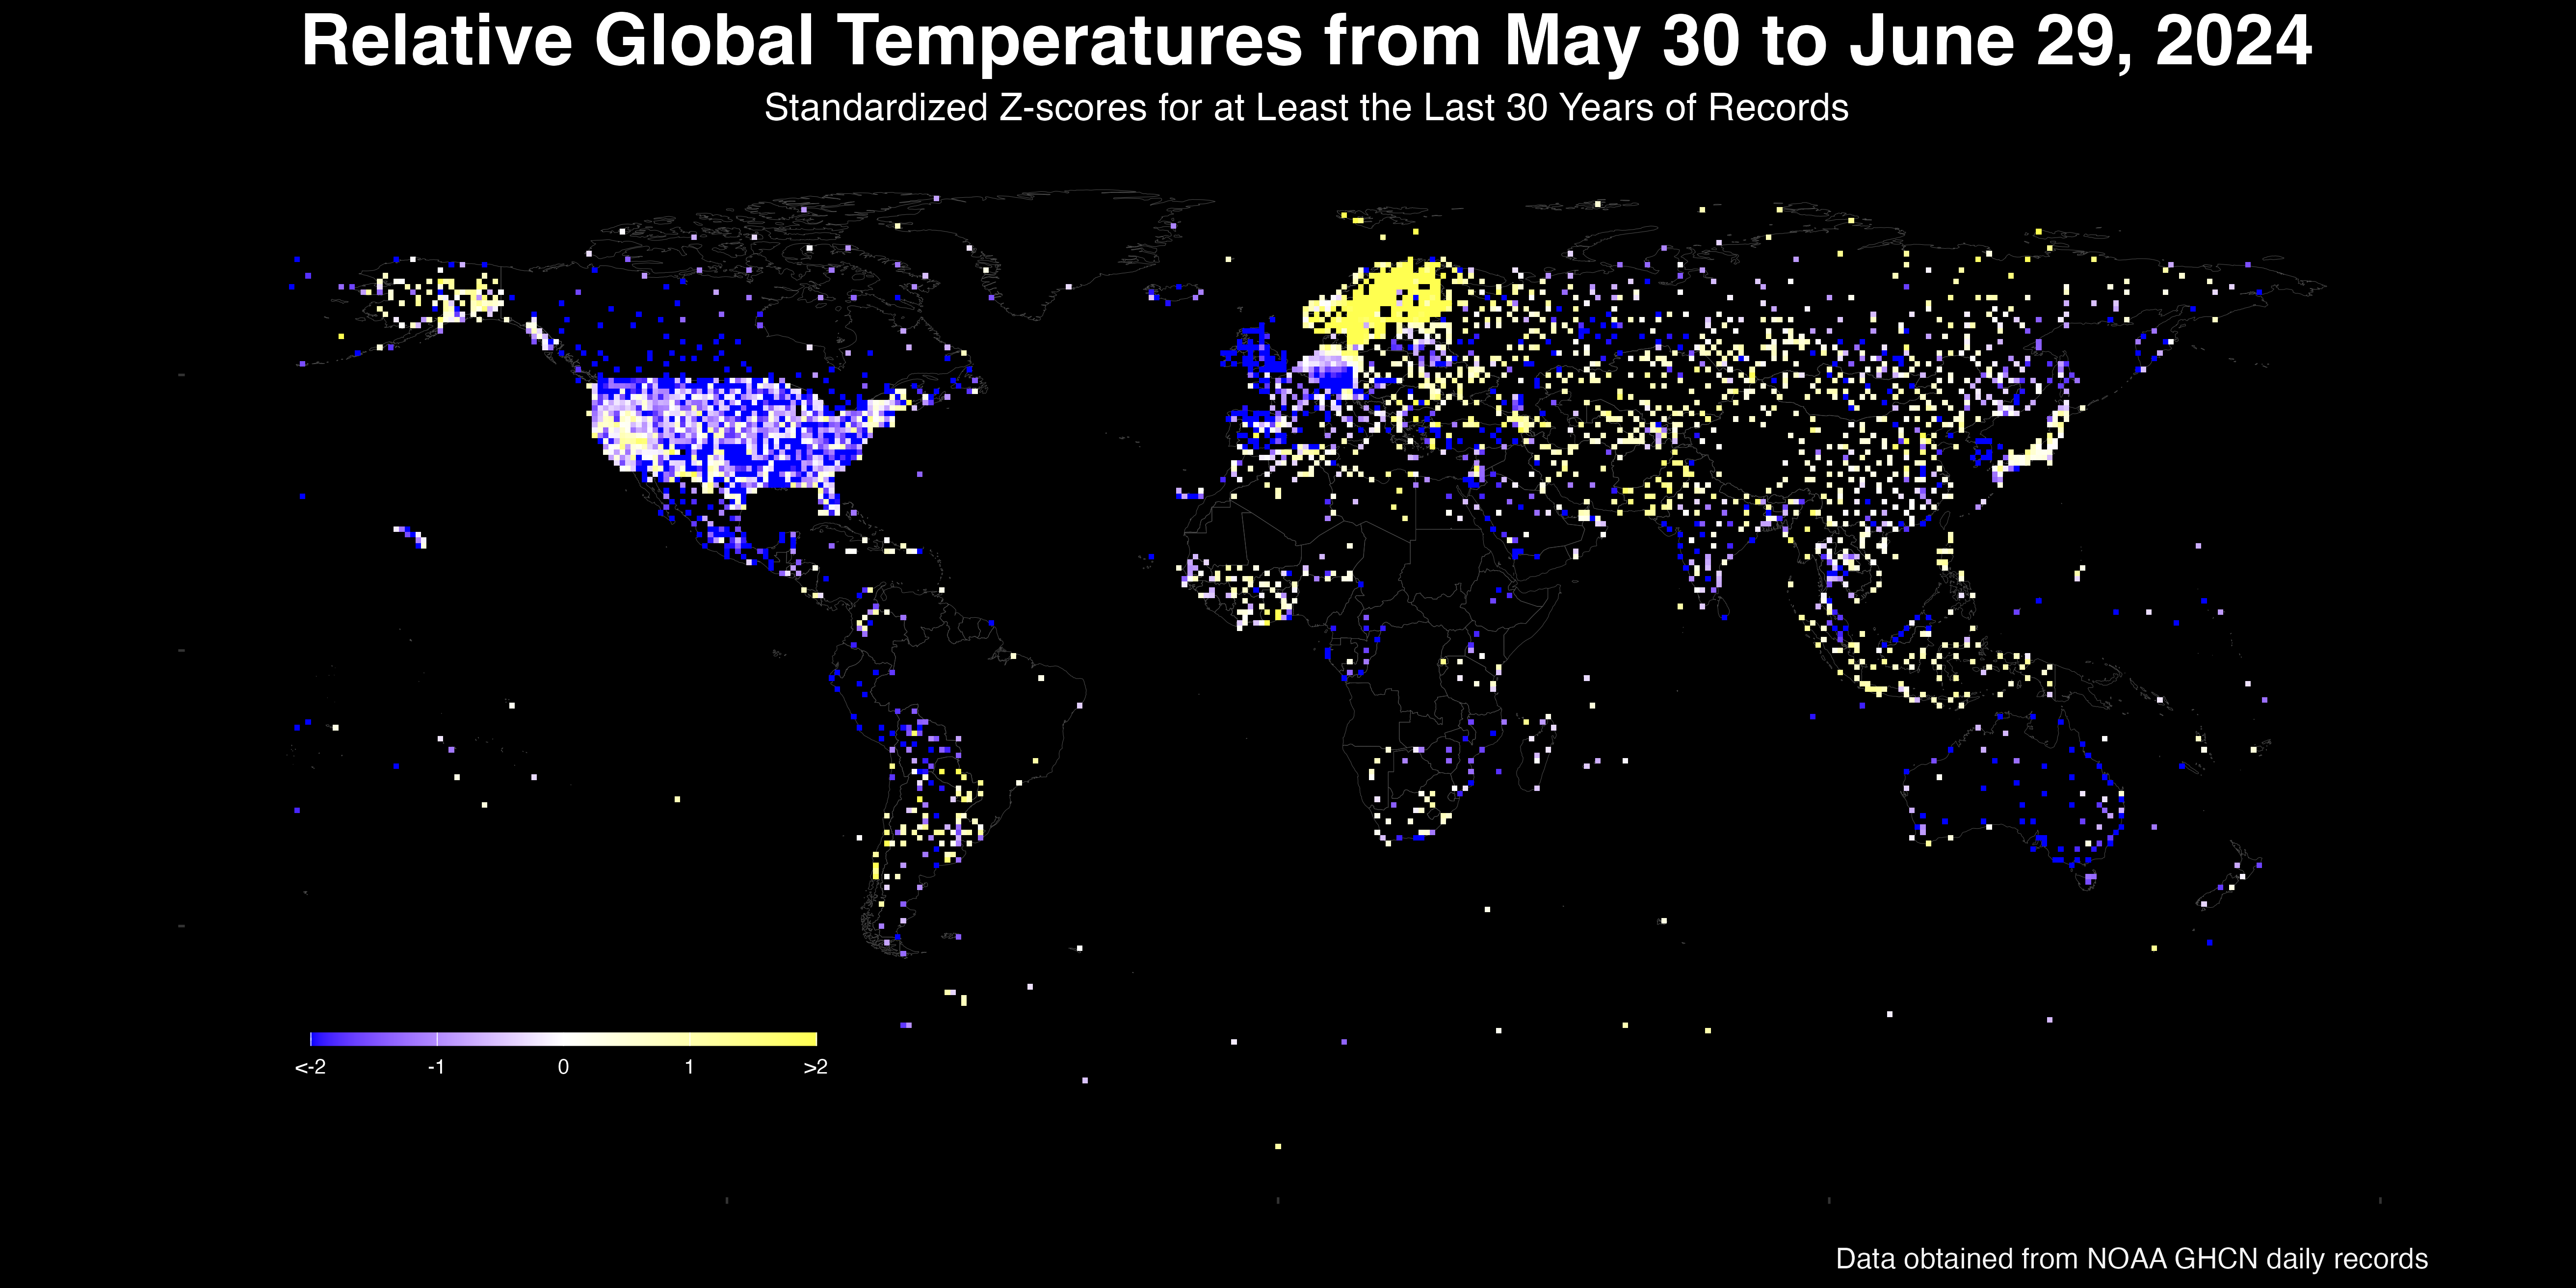 Relative Global Temperatures from May 30 to June 29, 2024
Standardized Z-scores for at Least the Last 30 Years of Records
<-2 -1 0 1 >2
Data obtained from NOAA GHCN daily records